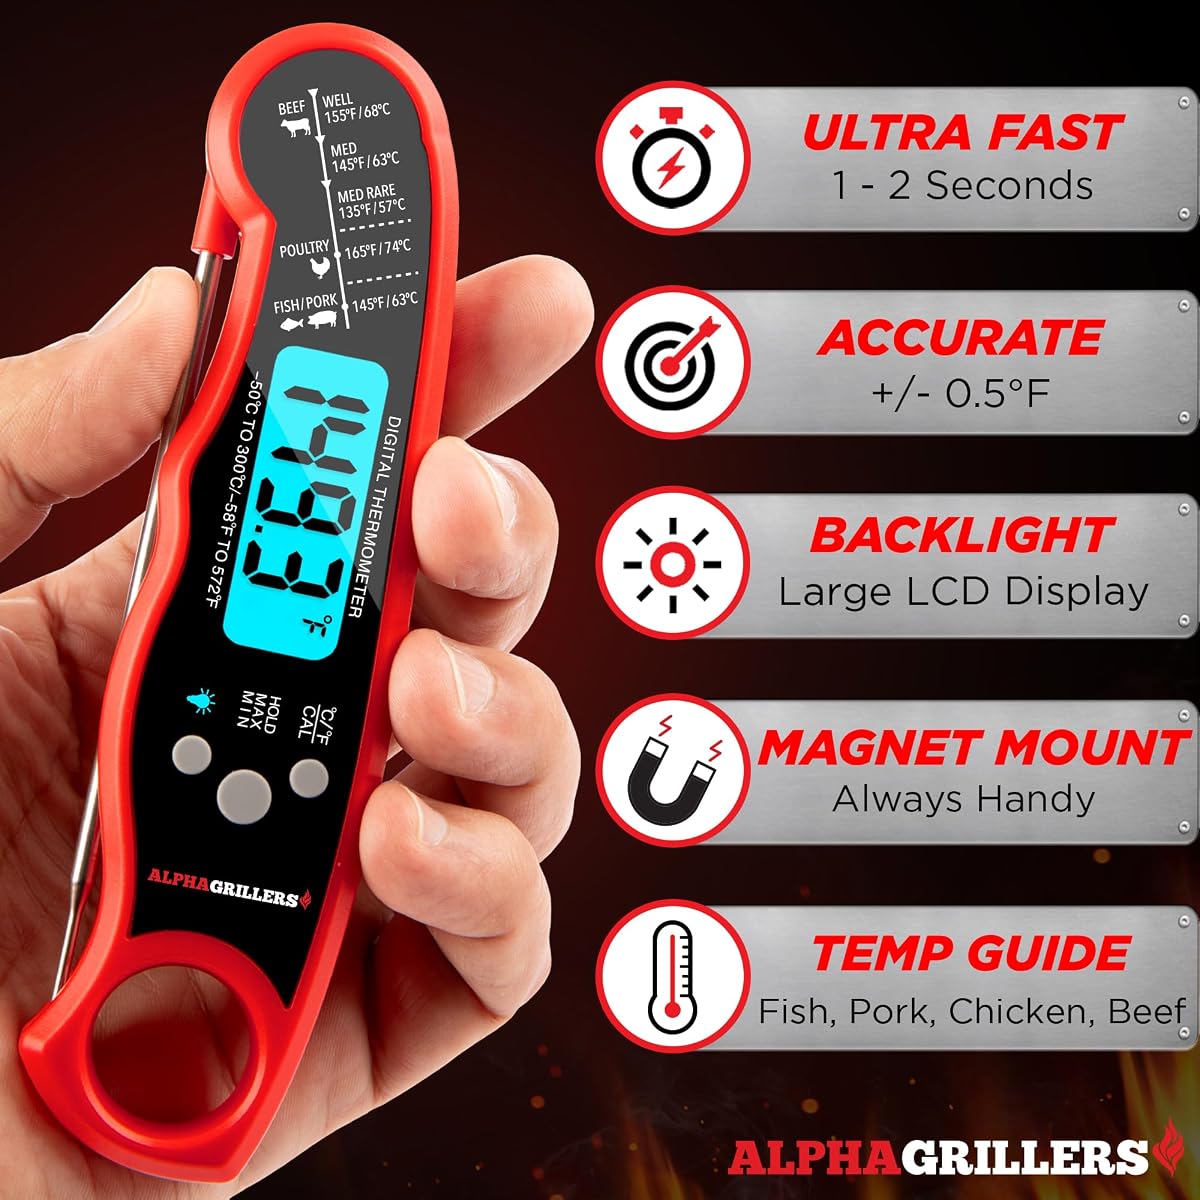 BEEF
WELL
155°F/68°C
MED
145°F/63°C
MED RARE
135°F/57°C
POULTRY
165°F/74°C
FISH/PORK
145°F/63°C
-50°C TO 300°C/-58°F TO 572°F
°F
DIGITAL THERMOMETER
HOLD
MAX
MIN
°C/°F
CAL
ALPHAGRILLERS
ULTRA FAST
1 - 2 Seconds
ACCURATE
+/- 0.5°F
BACKLIGHT
Large LCD Display
MAGNET MOUNT
Always Handy
TEMP GUIDE
Fish, Pork, Chicken, Beef
ALPHAGRILLERS